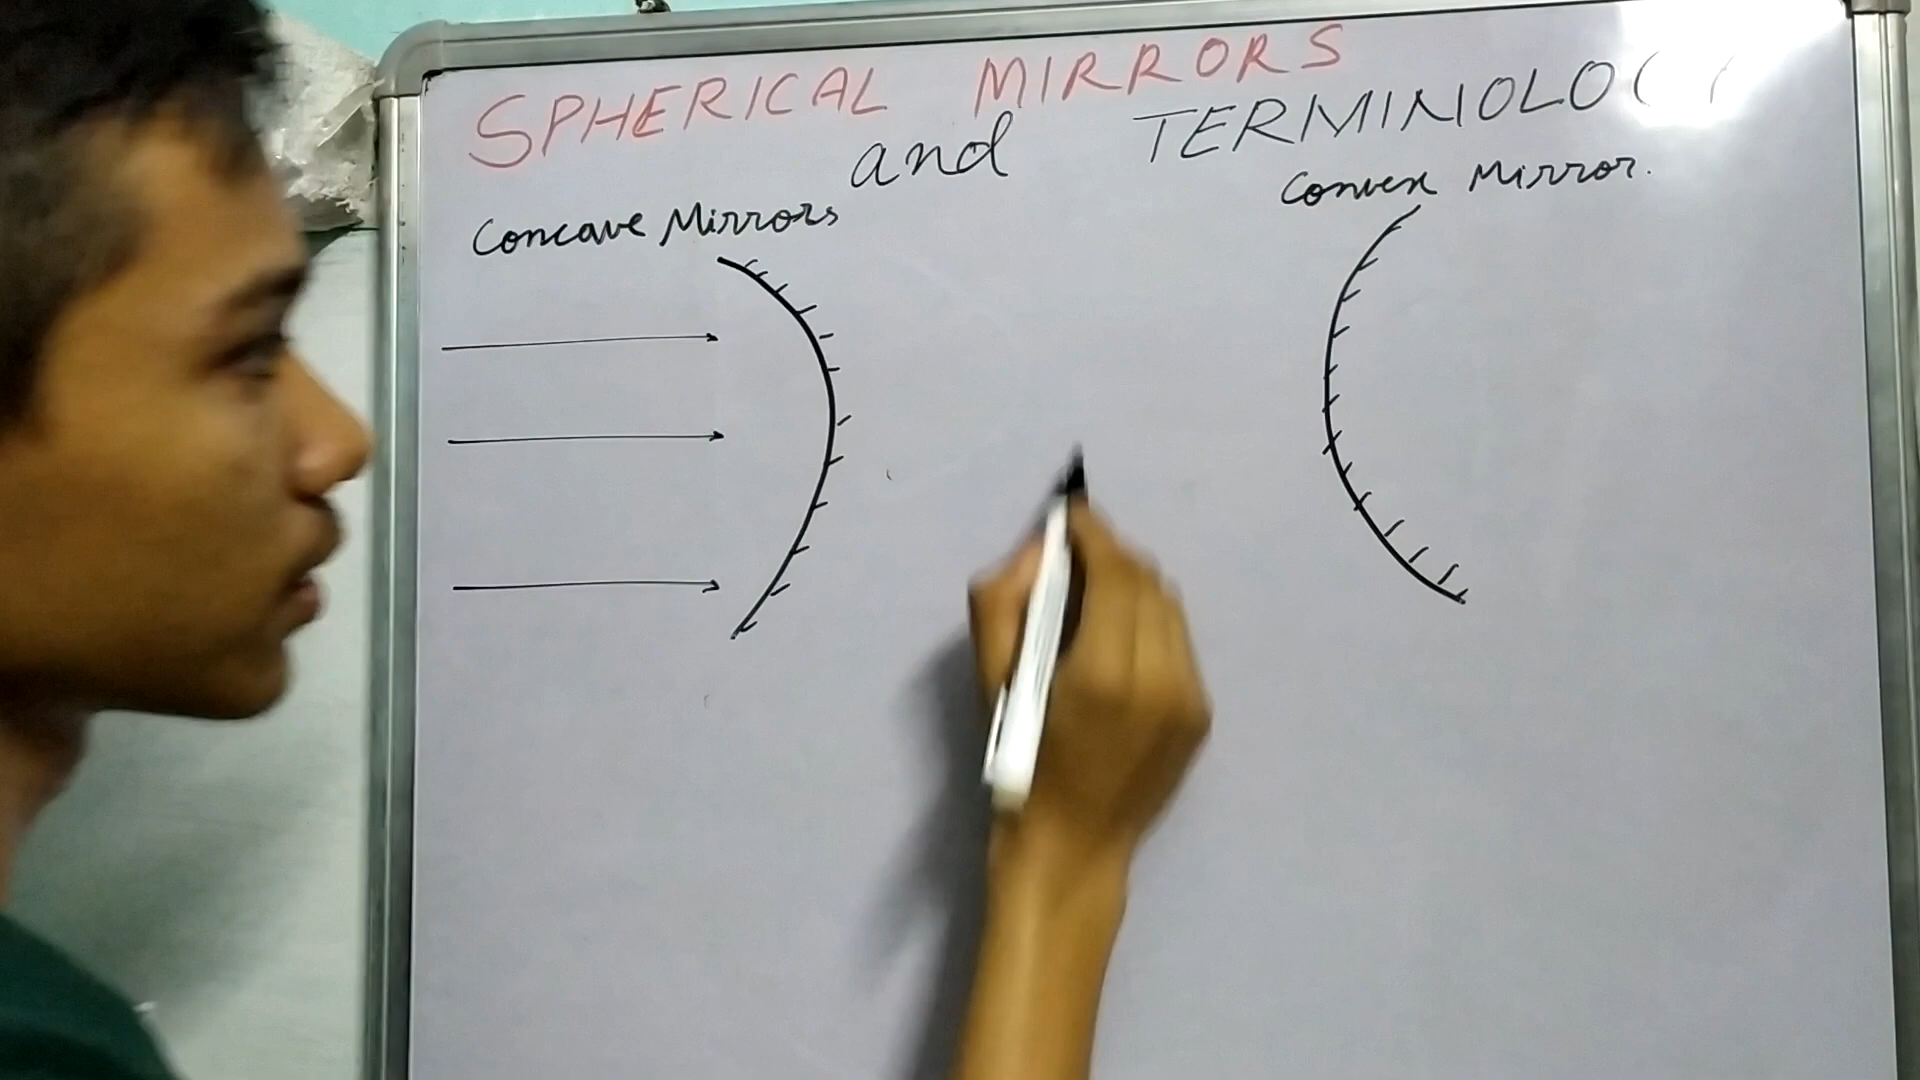 SPHERICAL MIRRORS
and TERMINOLO
Concave Mirrors
Convex Mirror.